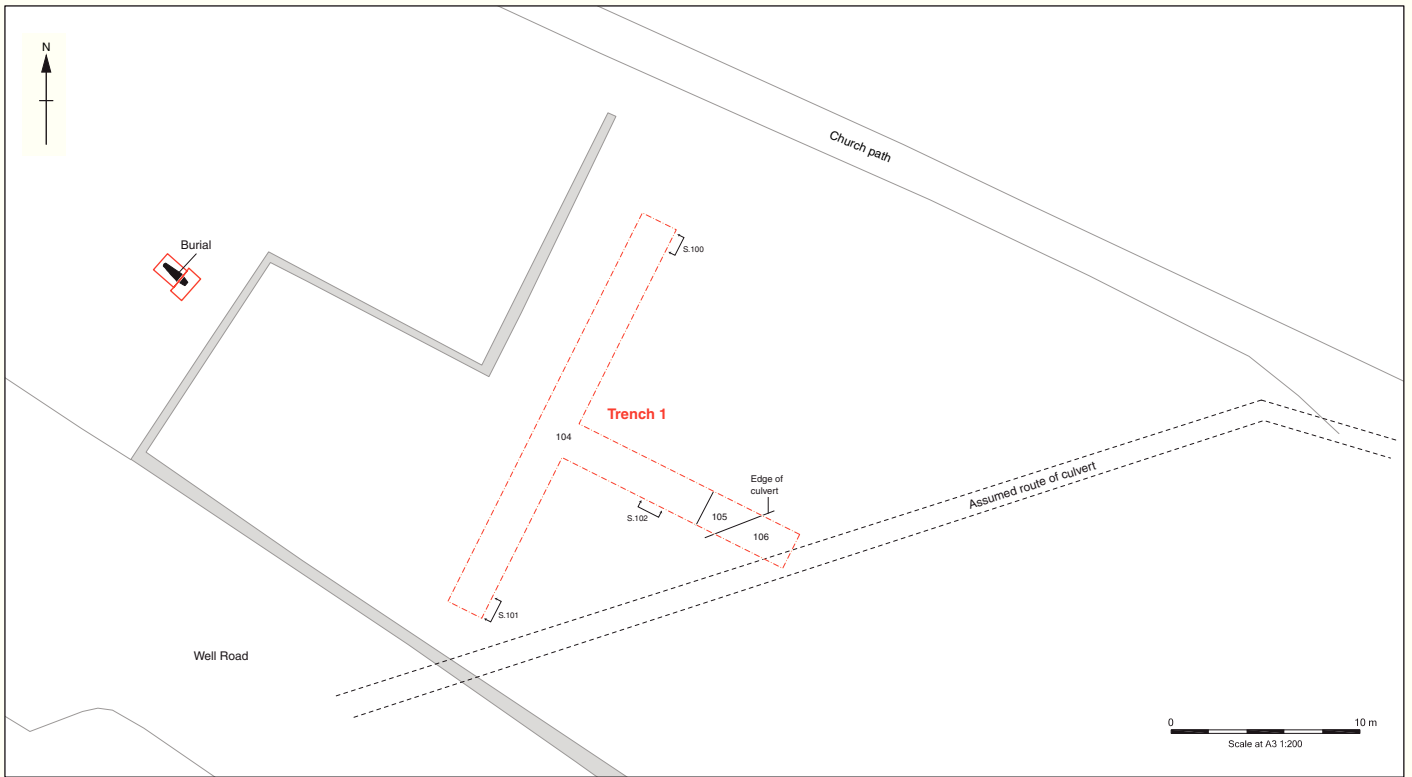 N
Church path
Burial
S.100
Trench 1
104
Edge of
culvert
Assumed route of culvert
105
S.102
106
S.101
Well Road
0 10 m
Scale at A3 1:200